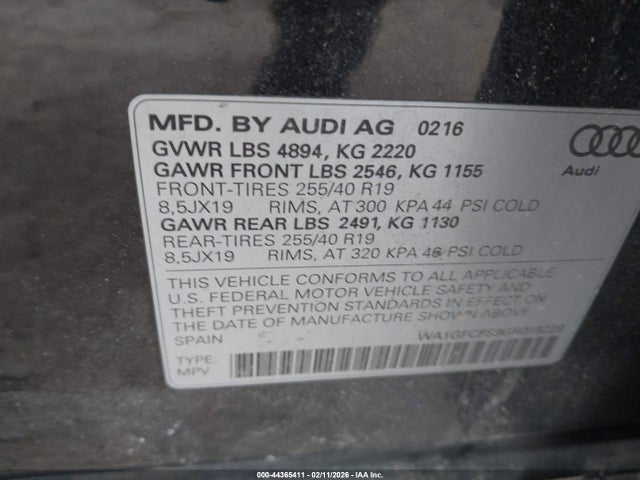 MFD. BY AUDI AG 0216
GVWR LBS 4894, KG 2220
GAWR FRONT LBS 2546, KG 1155
FRONT-TIRES 255/40 R19
8,5JX19 RIMS, AT 300 KPA 44 PSI COLD
GAWR REAR LBS 2491, KG 1130
REAR-TIRES 255/40 R19
8,5JX19 RIMS, AT 320 KPA 46 PSI COLD
Audi
THIS VEHICLE CONFORMS TO ALL APPLICABLE
U.S. FEDERAL MOTOR VEHICLE SAFETY AND
THEFT PREVENTION STANDARDS IN EFFECT ON
THE DATE OF MANUFACTURE SHOWN ABOVE.
SPAIN
TYPE:
MPV
000-44365411 - 02/11/2026 - IAA Inc.